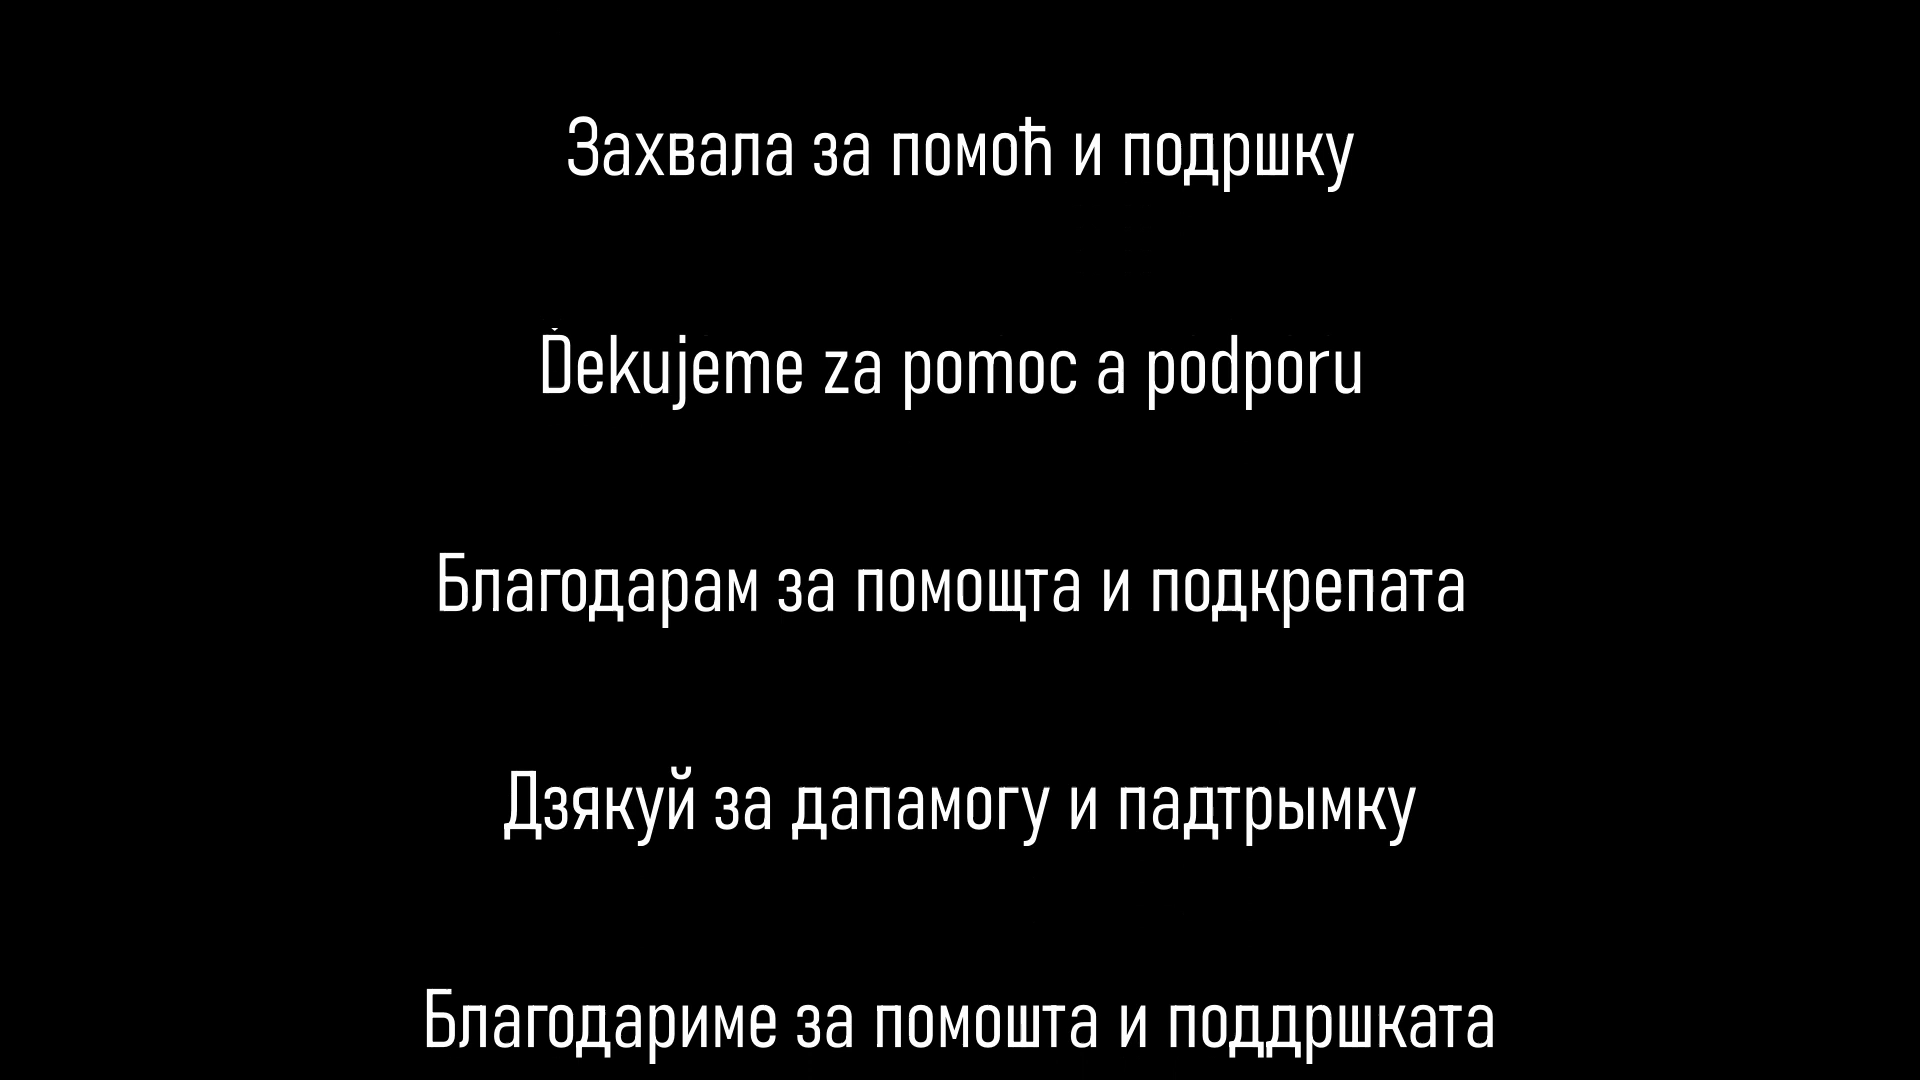 Захвала за помоћ и подршку
Ďekujeme za pomoc a podporu
Благодарам за помощта и подкрепата
Дзякуй за дапамогу и падтрымку
Благодариме за помошта и поддршката